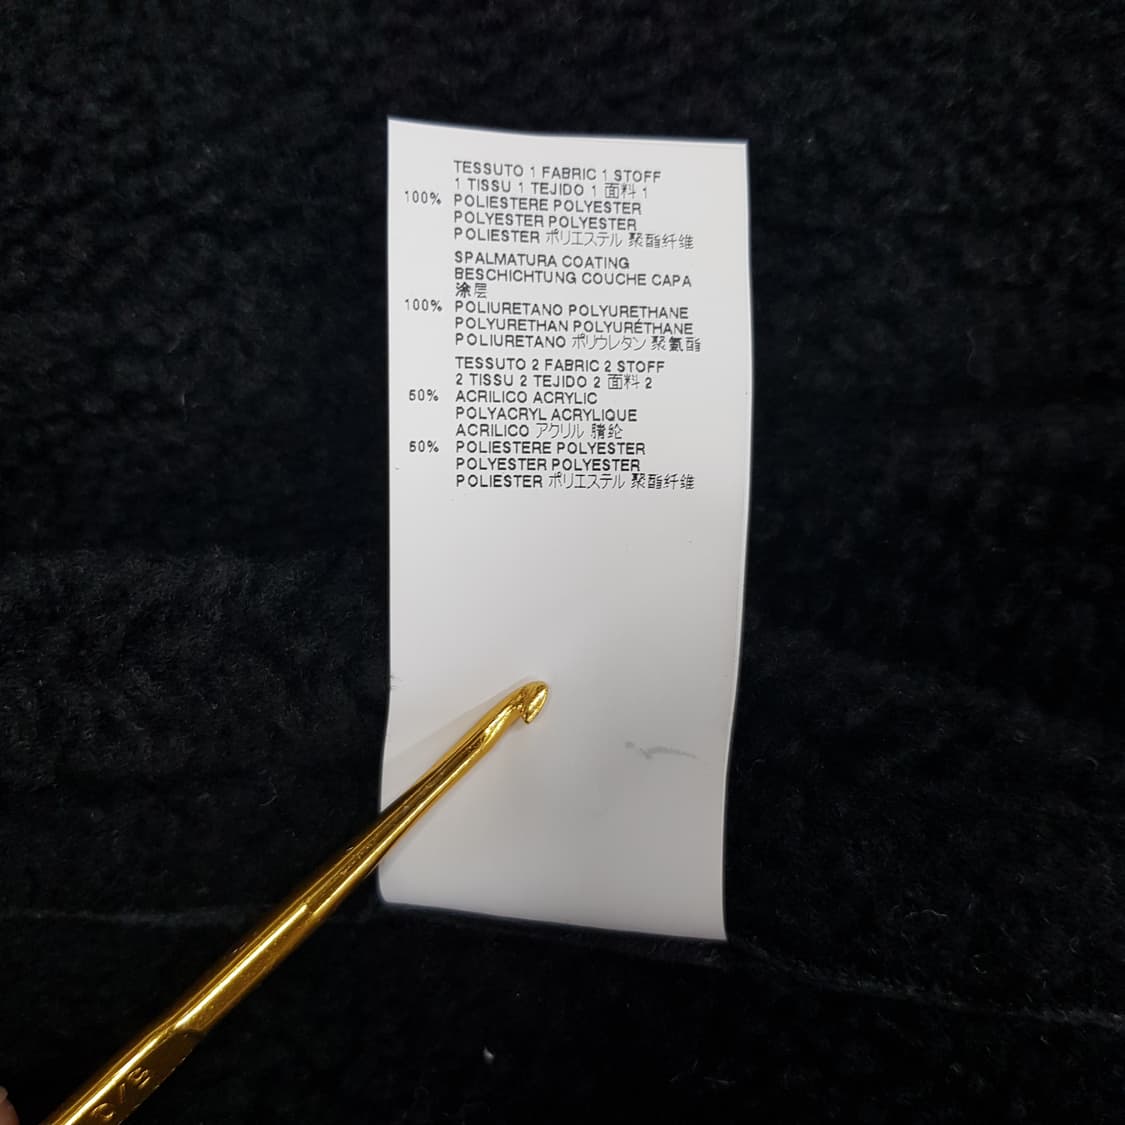 TESSUTO 1 FABRIC 1 STOFF
1 TISSU 1 TEJIDO 1 面料 1
100% POLIESTERE POLYESTER
POLYESTER POLYESTER
POLIESTER ポリエステル 聚酯纤维
SPALMATURA COATING
BESCHICHTUNG COUCHE CAPA
涂层
100% POLIURETANO POLYURETHANE
POLYURETHAN POLYURÉTHANE
POLIURETANO ポリウレタン 聚氨酯
TESSUTO 2 FABRIC 2 STOFF
2 TISSU 2 TEJIDO 2 面料 2
50% ACRILICO ACRYLIC
POLYACRYL ACRYLIQUE
ACRILICO アクリル 腈纶
50% POLIESTERE POLYESTER
POLYESTER POLYESTER
POLIESTER ポリエステル 聚酯纤维
5/0